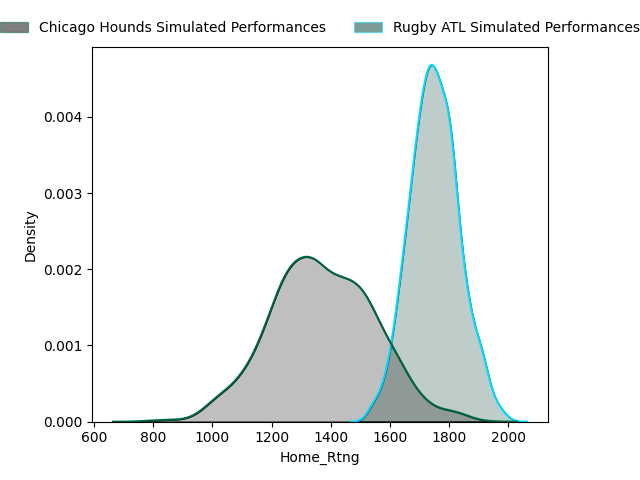 Chicago Hounds Simulated Performances Rugby ATL Simulated Performances
0.004
0.003
0.002
0.001
0.000
Density
600 800 1000 1200 1400 1600 1800 2000
Home_Rtng